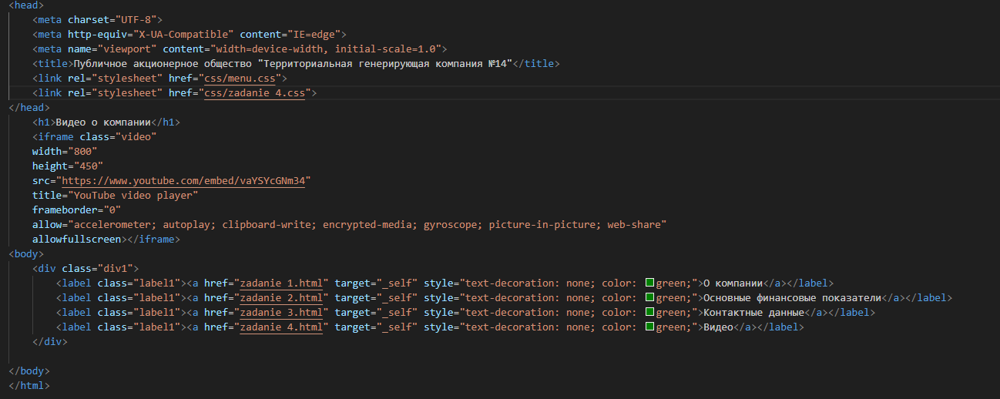 <head>
<meta charset="UTF-8">
<meta http-equiv="X-UA-Compatible" content="IE=edge">
<meta name="viewport" content="width=device-width, initial-scale=1.0">
<title>Публичное акционерное общество "Территориальная генерирующая компания №14"</title>
<link rel="stylesheet" href="css/menu.css">
<link rel="stylesheet" href="css/zadanie 4.css">
</head>
<h1>Видео о компании</h1>
<iframe class="video"
width="800"
height="450"
src="https://www.youtube.com/embed/vaYSYcGNm34"
title="YouTube video player"
frameborder="0"
allow="accelerometer; autoplay; clipboard-write; encrypted-media; gyroscope; picture-in-picture; web-share"
allowfullscreen></iframe>
<body>
<div class="div1">
<label class="label1"><a href="zadanie 1.html" target="_self" style="text-decoration: none; color: green;">О компании</a></label>
<label class="label1"><a href="zadanie 2.html" target="_self" style="text-decoration: none; color: green;">Основные финансовые показатели</a></label>
<label class="label1"><a href="zadanie 3.html" target="_self" style="text-decoration: none; color: green;">Контактные данные</a></label>
<label class="label1"><a href="zadanie 4.html" target="_self" style="text-decoration: none; color: green;">Видео</a></label>
</div>
</body>
</html>